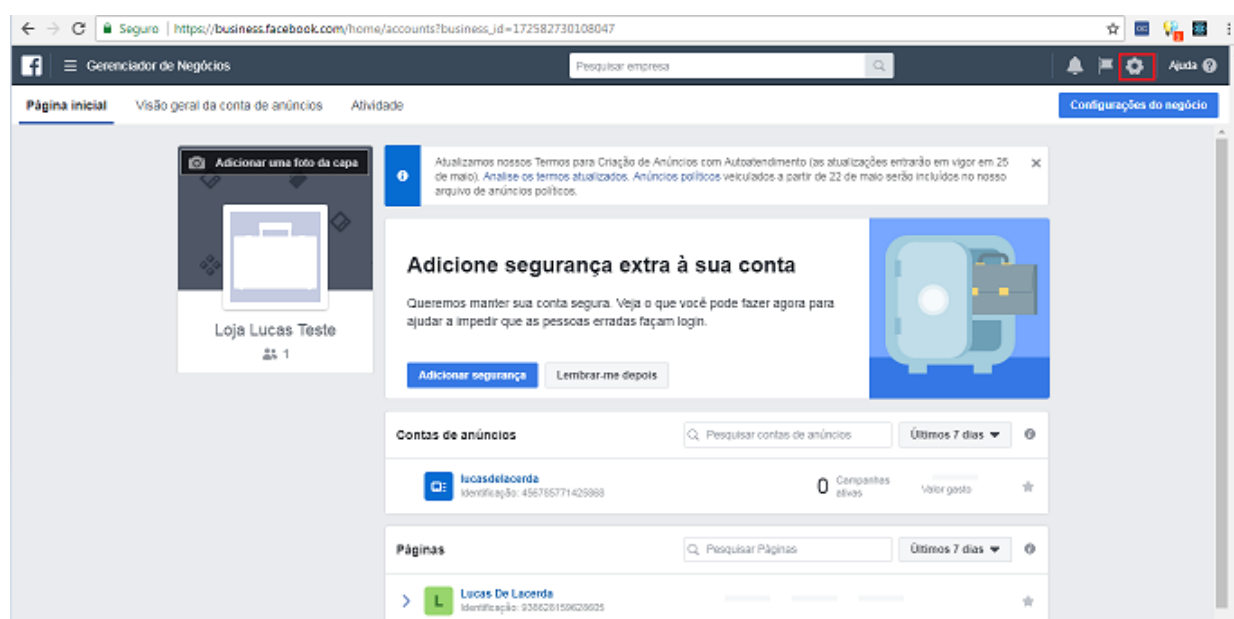 Seguro | https://business.facebook.com/home/accounts?business_id=172582730108047
Gerenciador de Negócios
Pesquisar empresa
Ajuda
Página inicial Visão geral da conta de anúncios Atividade
Configurações do negócio
Adicionar uma foto da capa
Loja Lucas Teste
1
Atualizamos nossos Termos para Criação de Anúncios com Autoatendimento (as atualizações entrarão em vigor em 25
de maio). Analise os termos atualizados. Anúncios políticos veiculados a partir de 22 de maio serão incluídos no nosso
arquivo de anúncios políticos.
Adicione segurança extra à sua conta
Queremos manter sua conta segura. Veja o que você pode fazer agora para
ajudar a impedir que as pessoas erradas façam login.
Adicionar segurança Lembrar-me depois
Contas de anúncios
Pesquisar contas de anúncios
Últimos 7 dias
lucasdelacerda
Identificação: 456785771425868
0 Campanhas
ativas
Valor gasto
Páginas
Pesquisar Páginas
Últimos 7 dias
L
Lucas De Lacerda
Identificação: